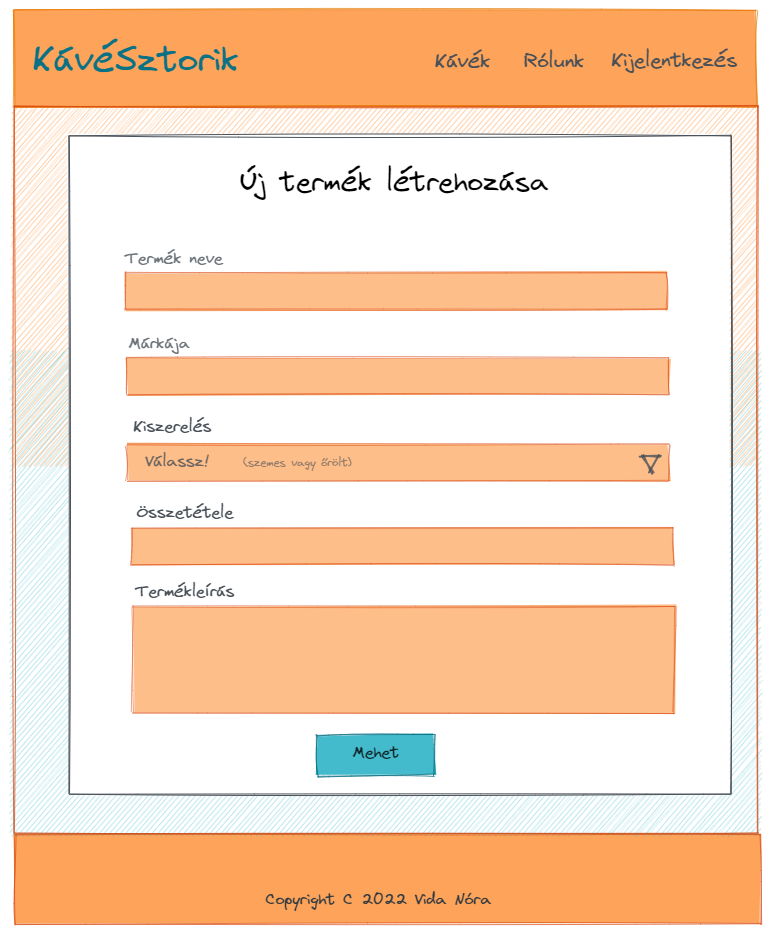 KávéSztorik
Kávék Rólunk Kijelentkezés
Új termék létrehozása
Termék neve
Márkája
Kiszerelés
Válassz! (szemes vagy őrölt)
Összetétele
Termékleírás
Mehet
Copyright C 2022 Vida Nóra